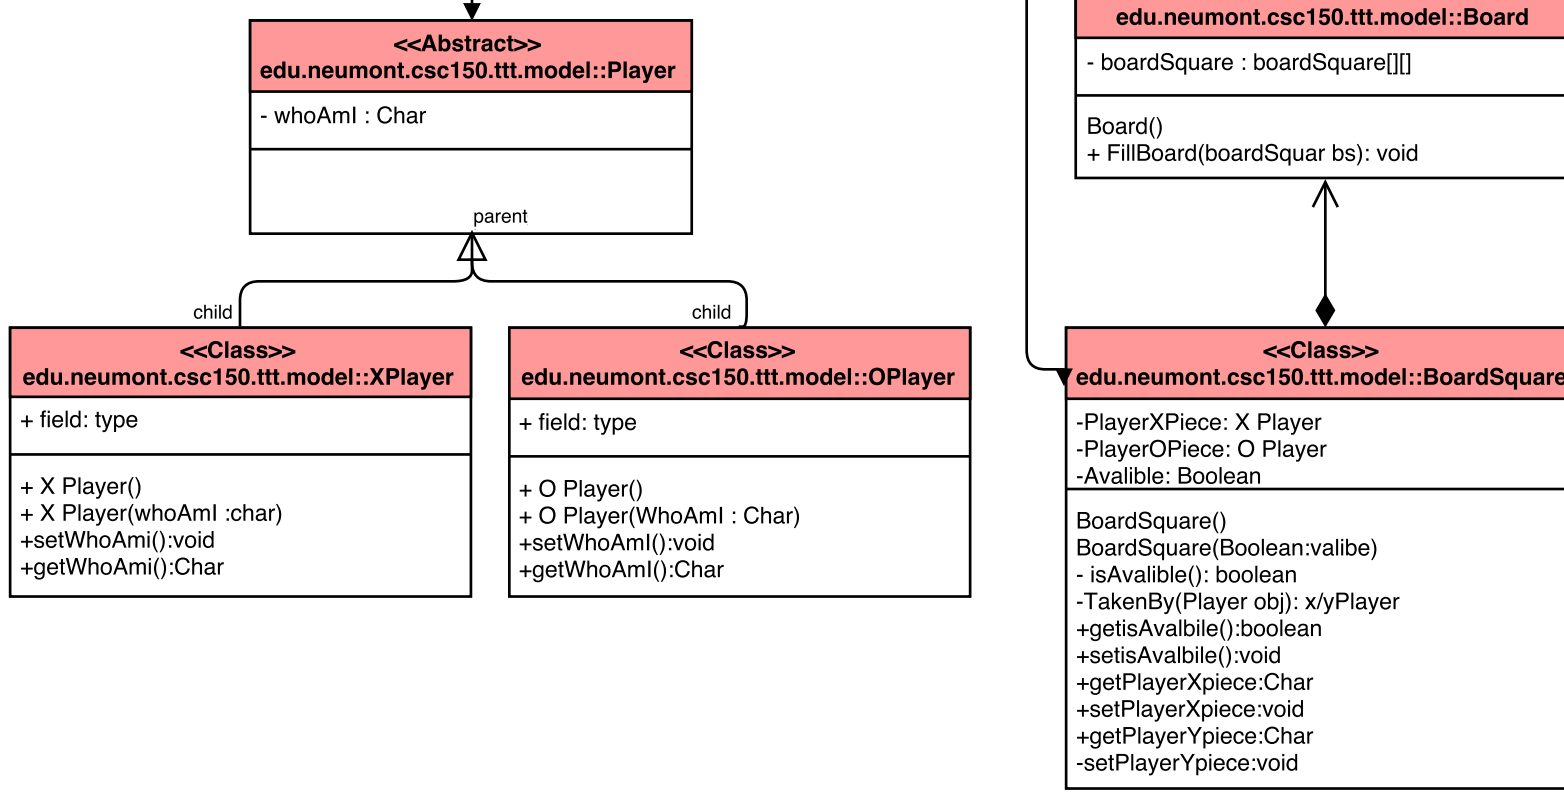 <<Abstract>>
edu.neumont.csc150.ttt.model::Player
- whoAmI : Char
parent
child
child
<<Class>>
edu.neumont.csc150.ttt.model::XPlayer
+ field: type
+ X Player()
+ X Player(whoAmI :char)
+setWhoAmi():void
+getWhoAmi():Char
<<Class>>
edu.neumont.csc150.ttt.model::OPlayer
+ field: type
+ O Player()
+ O Player(WhoAmI : Char)
+setWhoAmI():void
+getWhoAmI():Char
edu.neumont.csc150.ttt.model::Board
- boardSquare : boardSquare[][]
Board()
+ FillBoard(boardSquar bs): void
<<Class>>
edu.neumont.csc150.ttt.model::BoardSquare
-PlayerXPiece: X Player
-PlayerOPiece: O Player
-Avalible: Boolean
BoardSquare()
BoardSquare(Boolean:valibe)
- isAvalible(): boolean
-TakenBy(Player obj): x/yPlayer
+getisAvalbile():boolean
+setisAvalbile():void
+getPlayerXpiece:Char
+setPlayerXpiece:void
+getPlayerYpiece:Char
-setPlayerYpiece:void